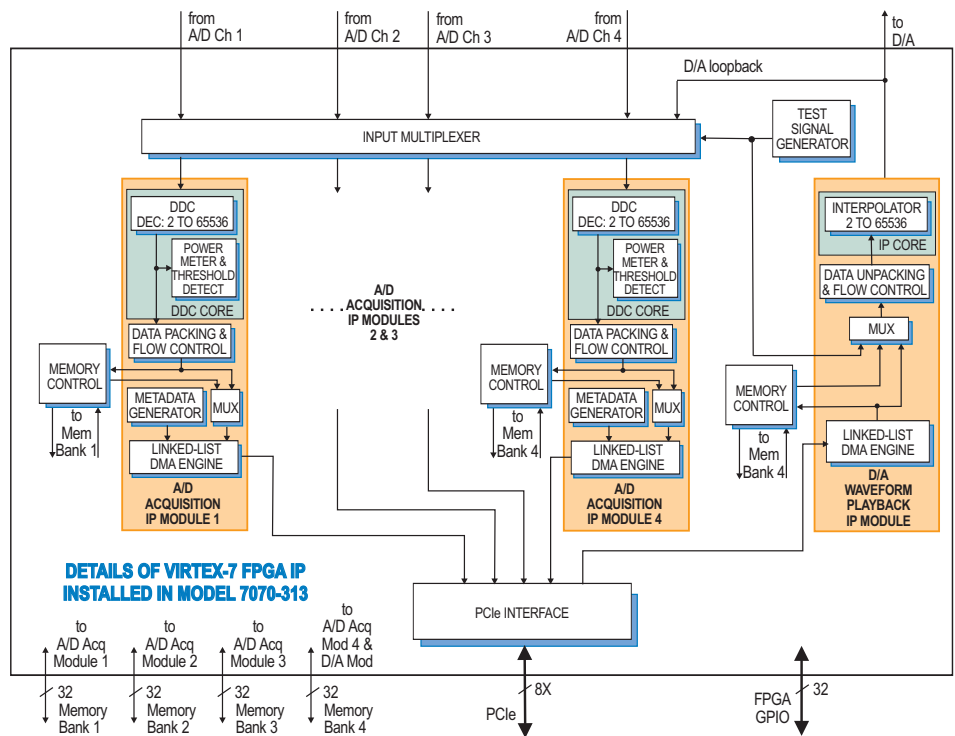 from
A/D Ch 1
from
A/D Ch 2
from
A/D Ch 3
from
A/D Ch 4
to
D/A
D/A loopback
INPUT MULTIPLEXER
TEST
SIGNAL
GENERATOR
DDC
DEC: 2 TO 65536
POWER
METER &
THRESHOLD
DETECT
DDC CORE
DATA PACKING &
FLOW CONTROL
MEMORY
CONTROL
METADATA
GENERATOR
MUX
to
Mem
Bank 1
LINKED-LIST
DMA ENGINE
A/D
ACQUISITION
IP MODULE 1
A/D
ACQUISITION
. . . . IP MODULES . . . .
2 & 3
DDC
DEC: 2 TO 65536
POWER
METER &
THRESHOLD
DETECT
DDC CORE
DATA PACKING &
FLOW CONTROL
MEMORY
CONTROL
METADATA
GENERATOR
MUX
to
Mem
Bank 4
LINKED-LIST
DMA ENGINE
A/D
ACQUISITION
IP MODULE 4
INTERPOLATOR
2 TO 65536
IP CORE
DATA UNPACKING
& FLOW CONTROL
MUX
MEMORY
CONTROL
to
Mem
Bank 4
LINKED-LIST
DMA ENGINE
D/A
WAVEFORM
PLAYBACK
IP MODULE
DETAILS OF VIRTEX-7 FPGA IP
INSTALLED IN MODEL 7070-313
PCIe INTERFACE
to
A/D Acq
Module 1
to
A/D Acq
Module 2
to
A/D Acq
Module 3
to
A/D Acq
Mod 4 &
D/A Mod
32
Memory
Bank 1
32
Memory
Bank 2
32
Memory
Bank 3
32
Memory
Bank 4
8X
PCIe
32
FPGA
GPIO